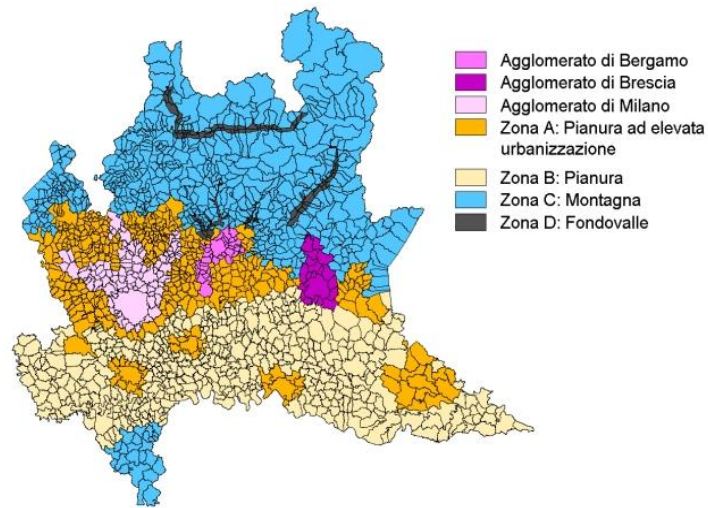 Agglomerato di Bergamo
Agglomerato di Brescia
Agglomerato di Milano
Zona A: Pianura ad elevata
urbanizzazione
Zona B: Pianura
Zona C: Montagna
Zona D: Fondovalle